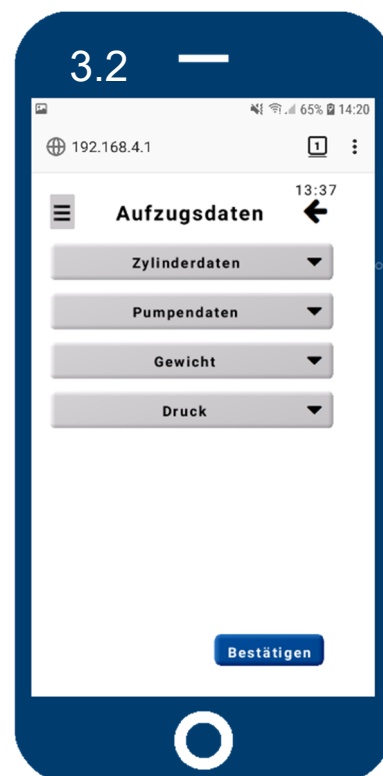 3.2
65% 14:20
192.168.4.1
1
13:37
Aufzugsdaten
Zylinderdaten
Pumpendaten
Gewicht
Druck
Bestätigen